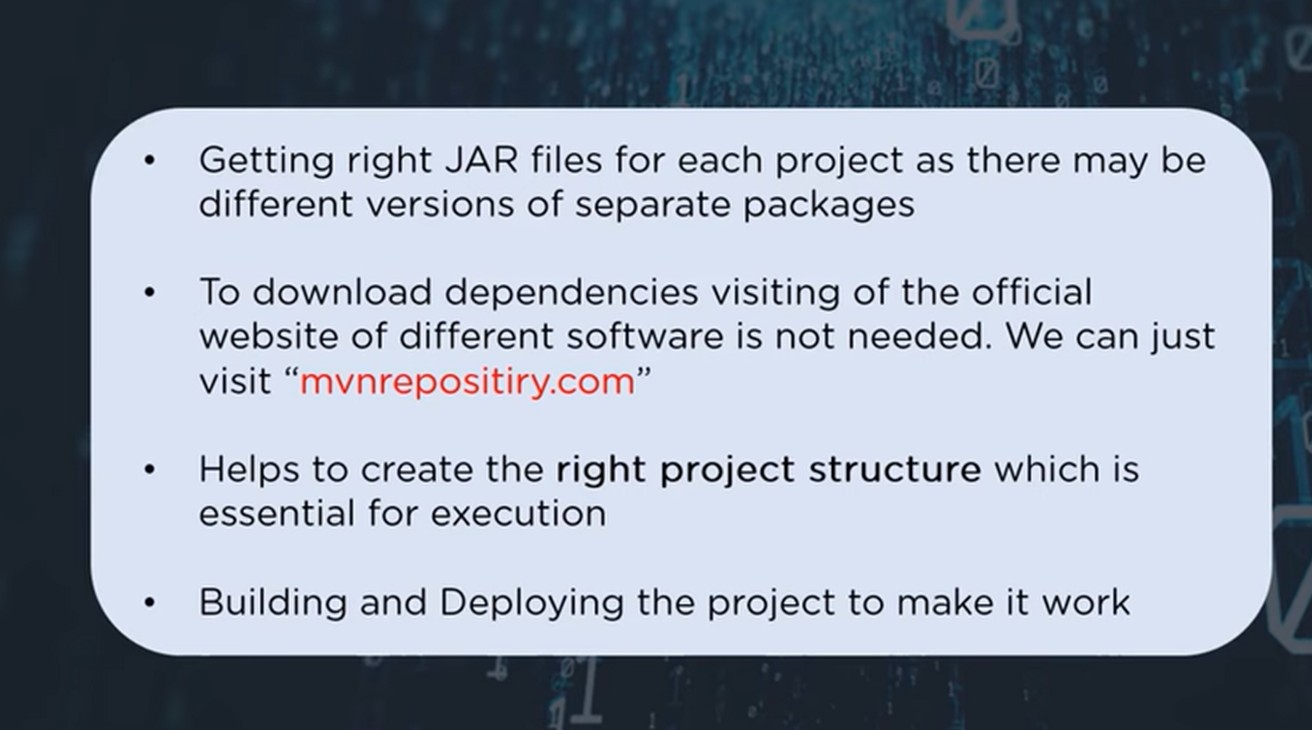 • Getting right JAR files for each project as there may be
different versions of separate packages
• To download dependencies visiting of the official
website of different software is not needed. We can just
visit “mvnrepositiry.com”
• Helps to create the right project structure which is
essential for execution
• Building and Deploying the project to make it work